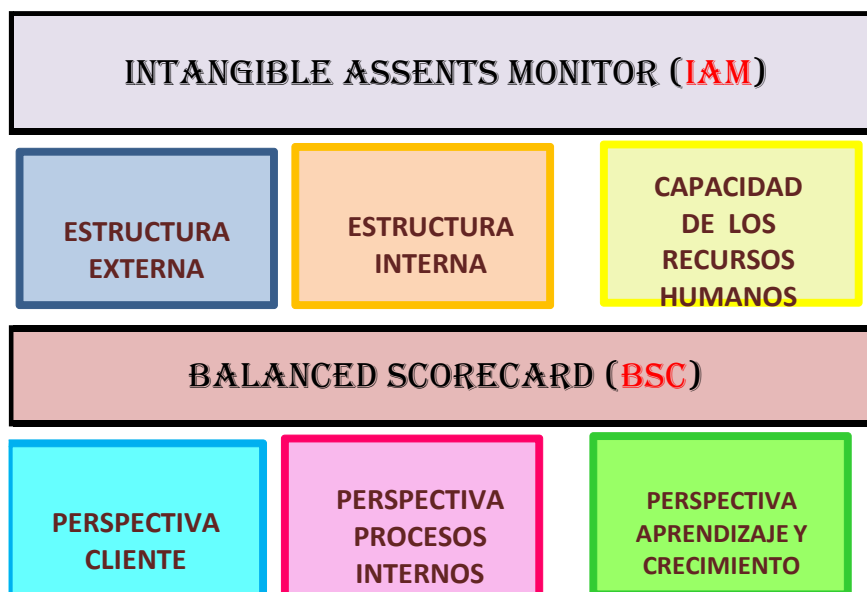 INTANGIBLE ASSENTS MONITOR (IAM)
ESTRUCTURA
EXTERNA
ESTRUCTURA
INTERNA
CAPACIDAD
DE LOS
RECURSOS
HUMANOS
BALANCED SCORECARD (BSC)
PERSPECTIVA
CLIENTE
PERSPECTIVA
PROCESOS
INTERNOS
PERSPECTIVA
APRENDIZAJE Y
CRECIMIENTO